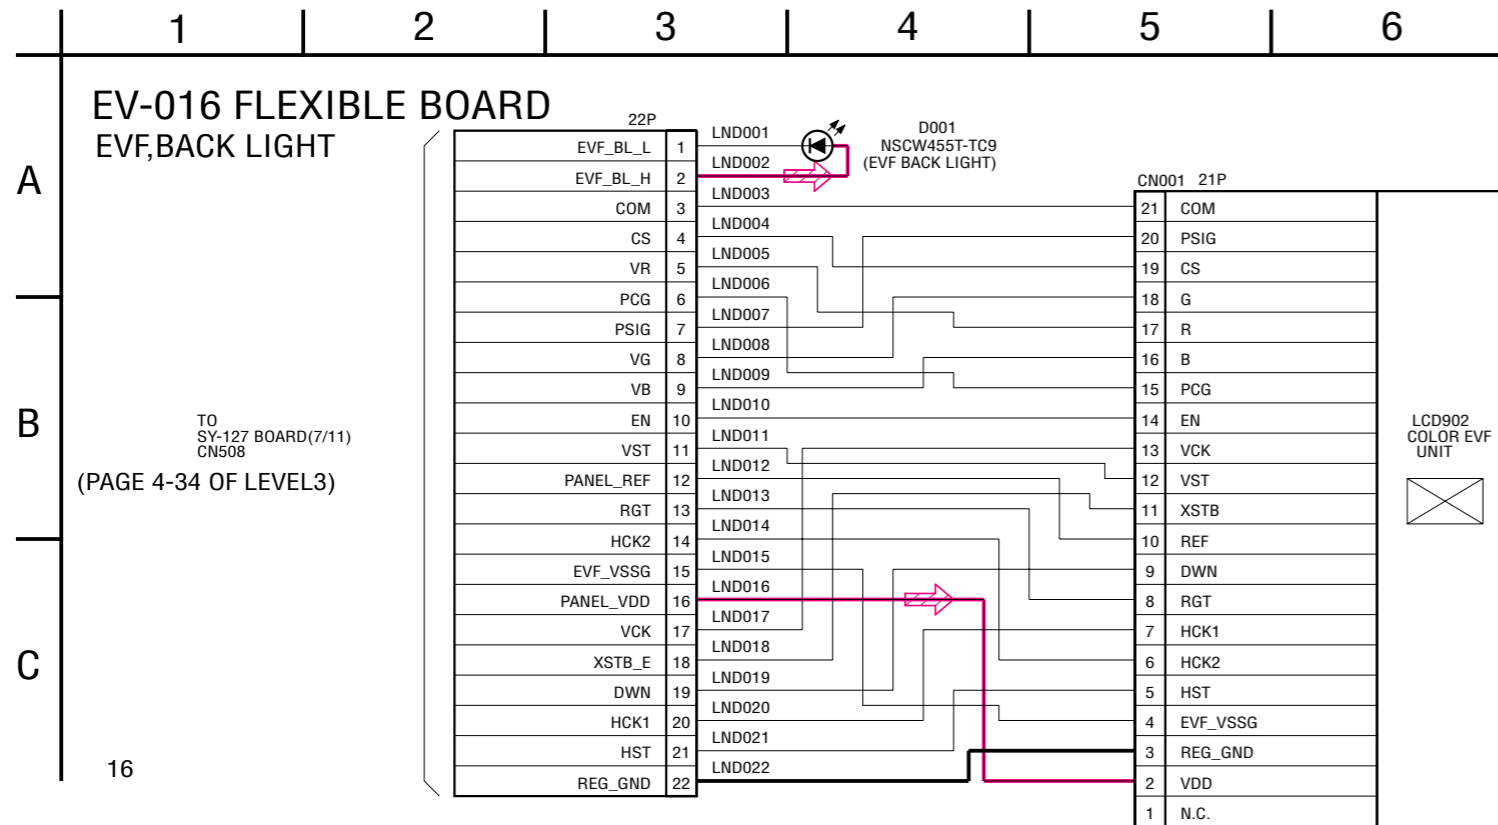 1 2 3 4 5 6
A
B
C
EV-016 FLEXIBLE BOARD
EVF,BACK LIGHT
TO
SY-127 BOARD(7/11)
CN508
(PAGE 4-34 OF LEVEL3)
16
22P
EVF_BL_L 1 LND001
EVF_BL_H 2 LND002
COM 3 LND003
CS 4 LND004
VR 5 LND005
PCG 6 LND006
PSIG 7 LND007
VG 8 LND008
VB 9 LND009
EN 10 LND010
VST 11 LND011
PANEL_REF 12 LND012
RGT 13 LND013
HCK2 14 LND014
EVF_VSSG 15 LND015
PANEL_VDD 16 LND016
VCK 17 LND017
XSTB_E 18 LND018
DWN 19 LND019
HCK1 20 LND020
HST 21 LND021
REG_GND 22 LND022
D001
NSCW455T-TC9
(EVF BACK LIGHT)
CN001 21P
21 COM
20 PSIG
19 CS
18 G
17 R
16 B
15 PCG
14 EN
13 VCK
12 VST
11 XSTB
10 REF
9 DWN
8 RGT
7 HCK1
6 HCK2
5 HST
4 EVF_VSSG
3 REG_GND
2 VDD
1 N.C.
LCD902
COLOR EVF
UNIT